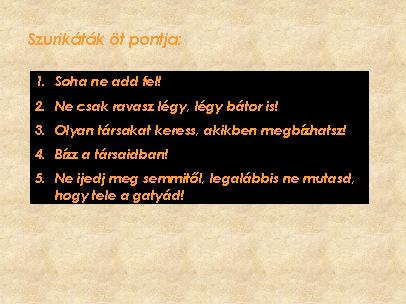 Szurikáták öt pontja:
1. Soha ne add fel!
2. Ne csak ravasz légy, légy bátor is!
3. Olyan társakat keress, akikben megbízhatsz!
4. Bízz a társaidban!
5. Ne ijedj meg semmitől, legalábbis ne mutasd,
hogy tele a gatyád!